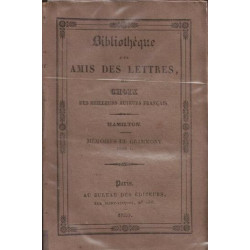 Bibliothèque
DES
AMIS DES LETTRES,
CHOIX
DES MEILLEURS AUTEURS FRANÇAIS.
HAMILTON
MÉMOIRES DE GRAMMONT
Paris,
AU BUREAU DES ÉDITEURS,